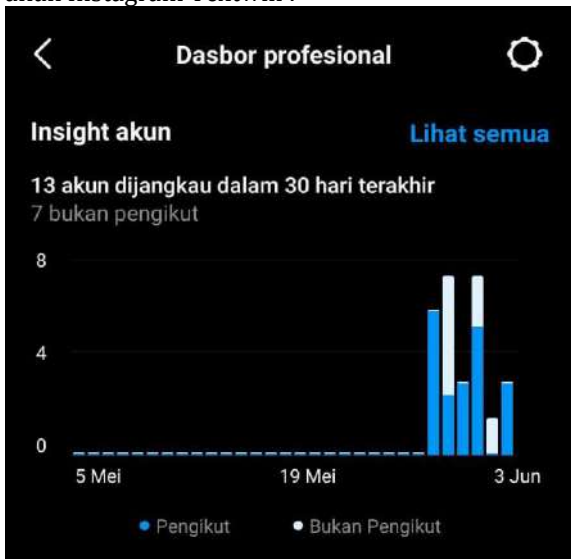 Dasbor profesional
Insight akun
Lihat semua
13 akun dijangkau dalam 30 hari terakhir
7 bukan pengikut
8
4
0
5 Mei
19 Mei
3 Jun
Pengikut
Bukan Pengikut